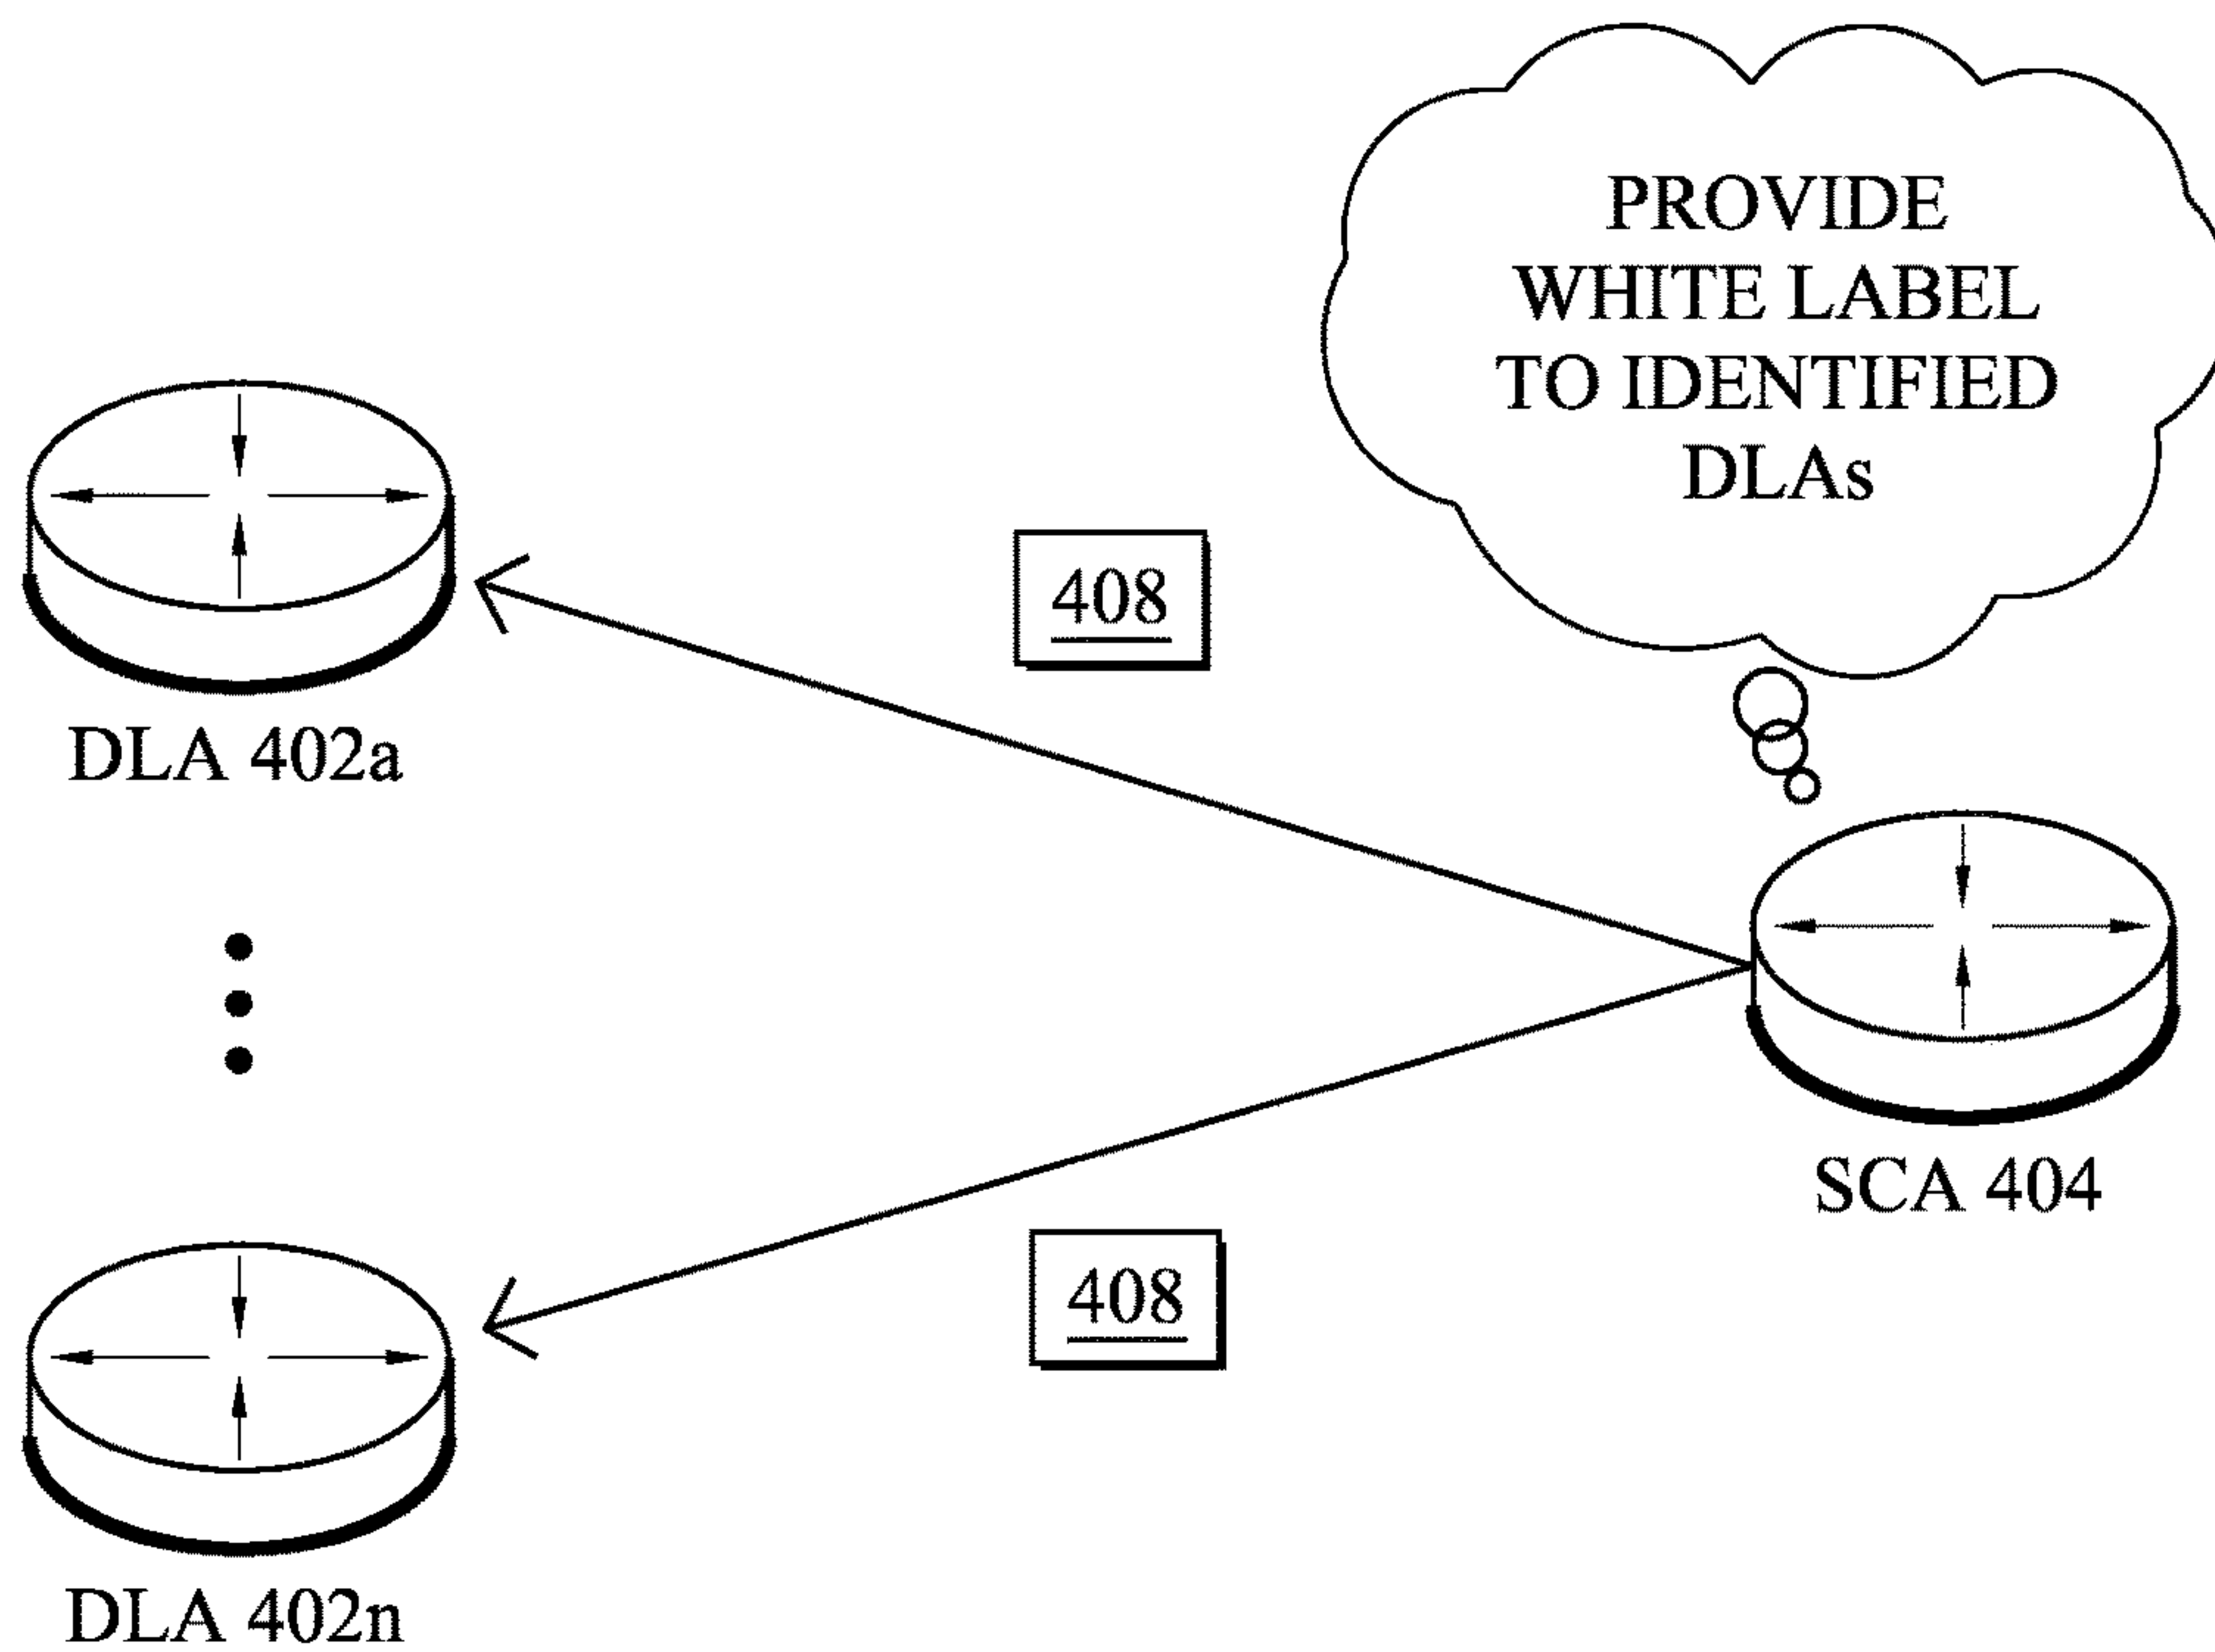 PROVIDE
WHITE LABEL
TO IDENTIFIED
DLAs
408
DLA 402a
SCA 404
408
DLA 402n